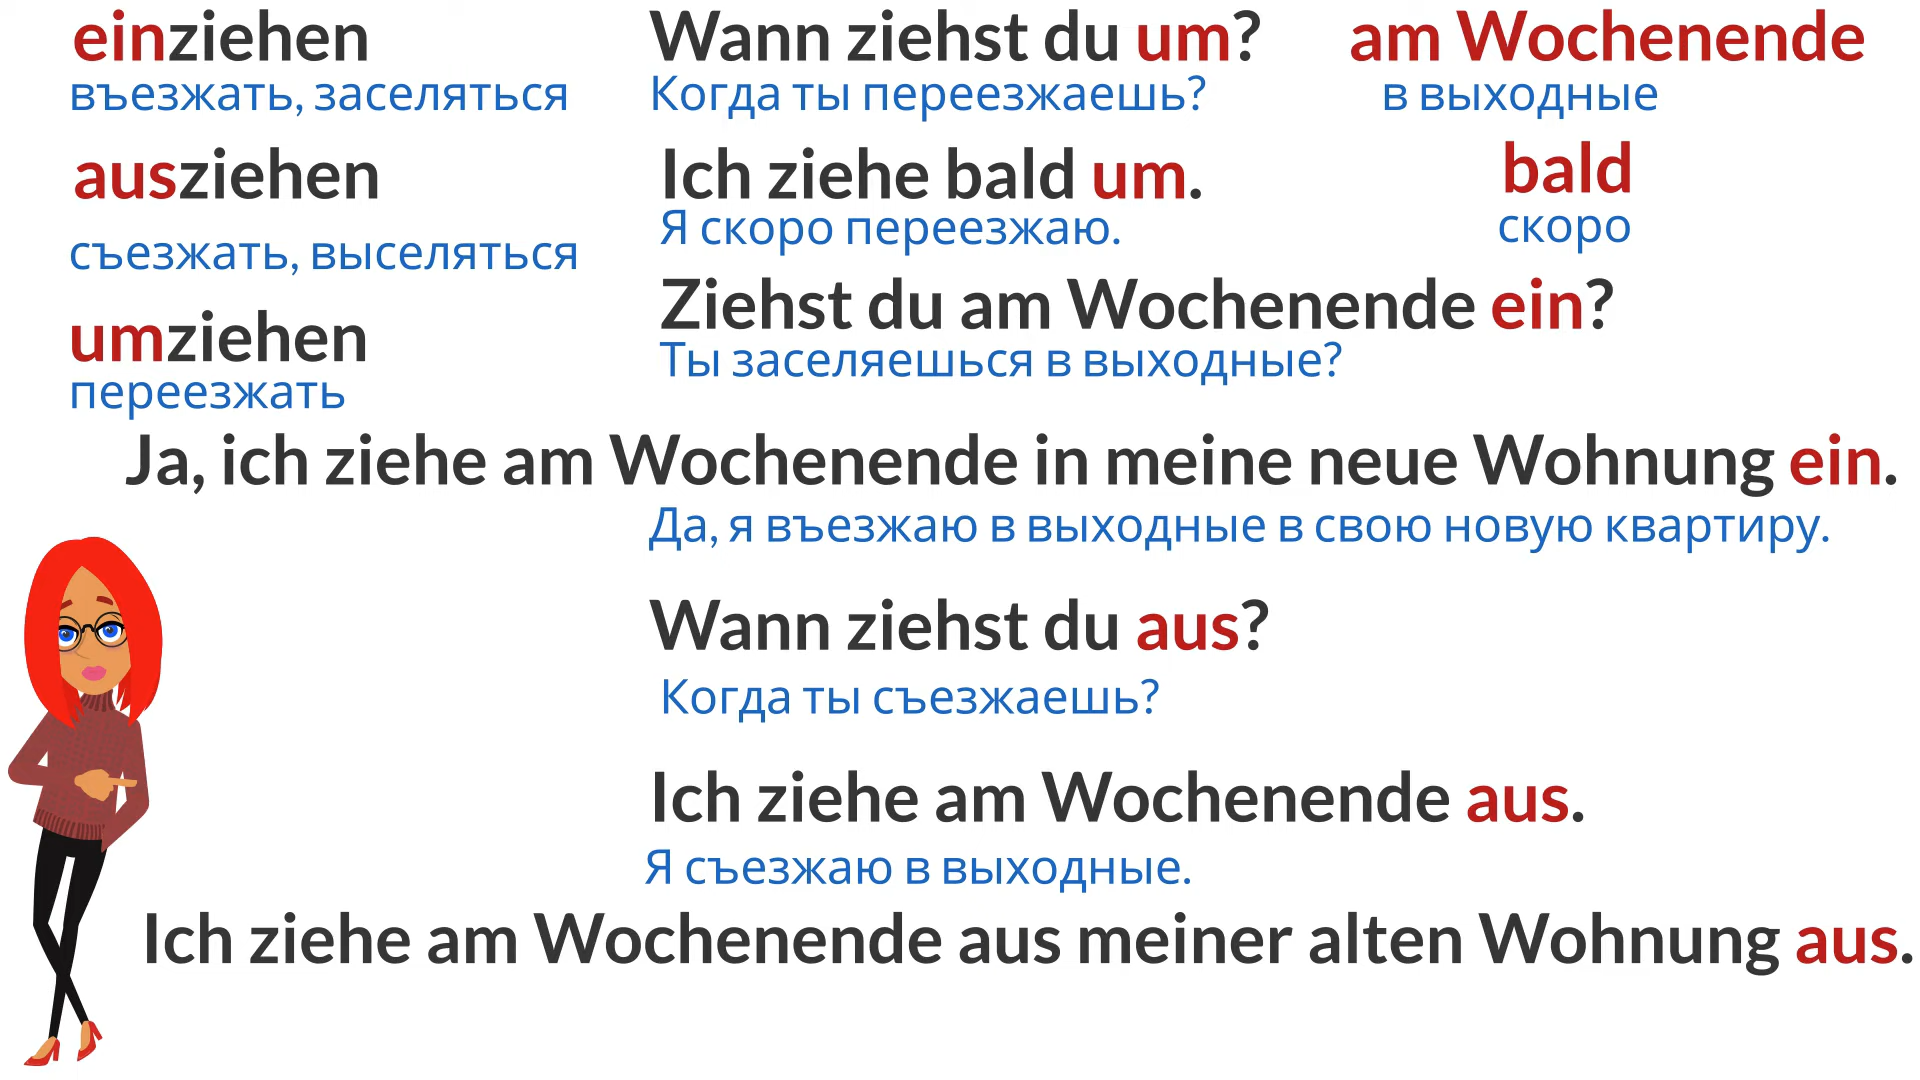 einziehen
въезжать, заселяться
ausziehen
съезжать, выселяться
umziehen
переезжать
Wann ziehst du um?
Когда ты переезжаешь?
am Wochenende
в выходные
Ich ziehe bald um.
Я скоро переезжаю.
bald
скоро
Ziehst du am Wochenende ein?
Ты заселяешься в выходные?
Ja, ich ziehe am Wochenende in meine neue Wohnung ein.
Да, я въезжаю в выходные в свою новую квартиру.
Wann ziehst du aus?
Когда ты съезжаешь?
Ich ziehe am Wochenende aus.
Я съезжаю в выходные.
Ich ziehe am Wochenende aus meiner alten Wohnung aus.